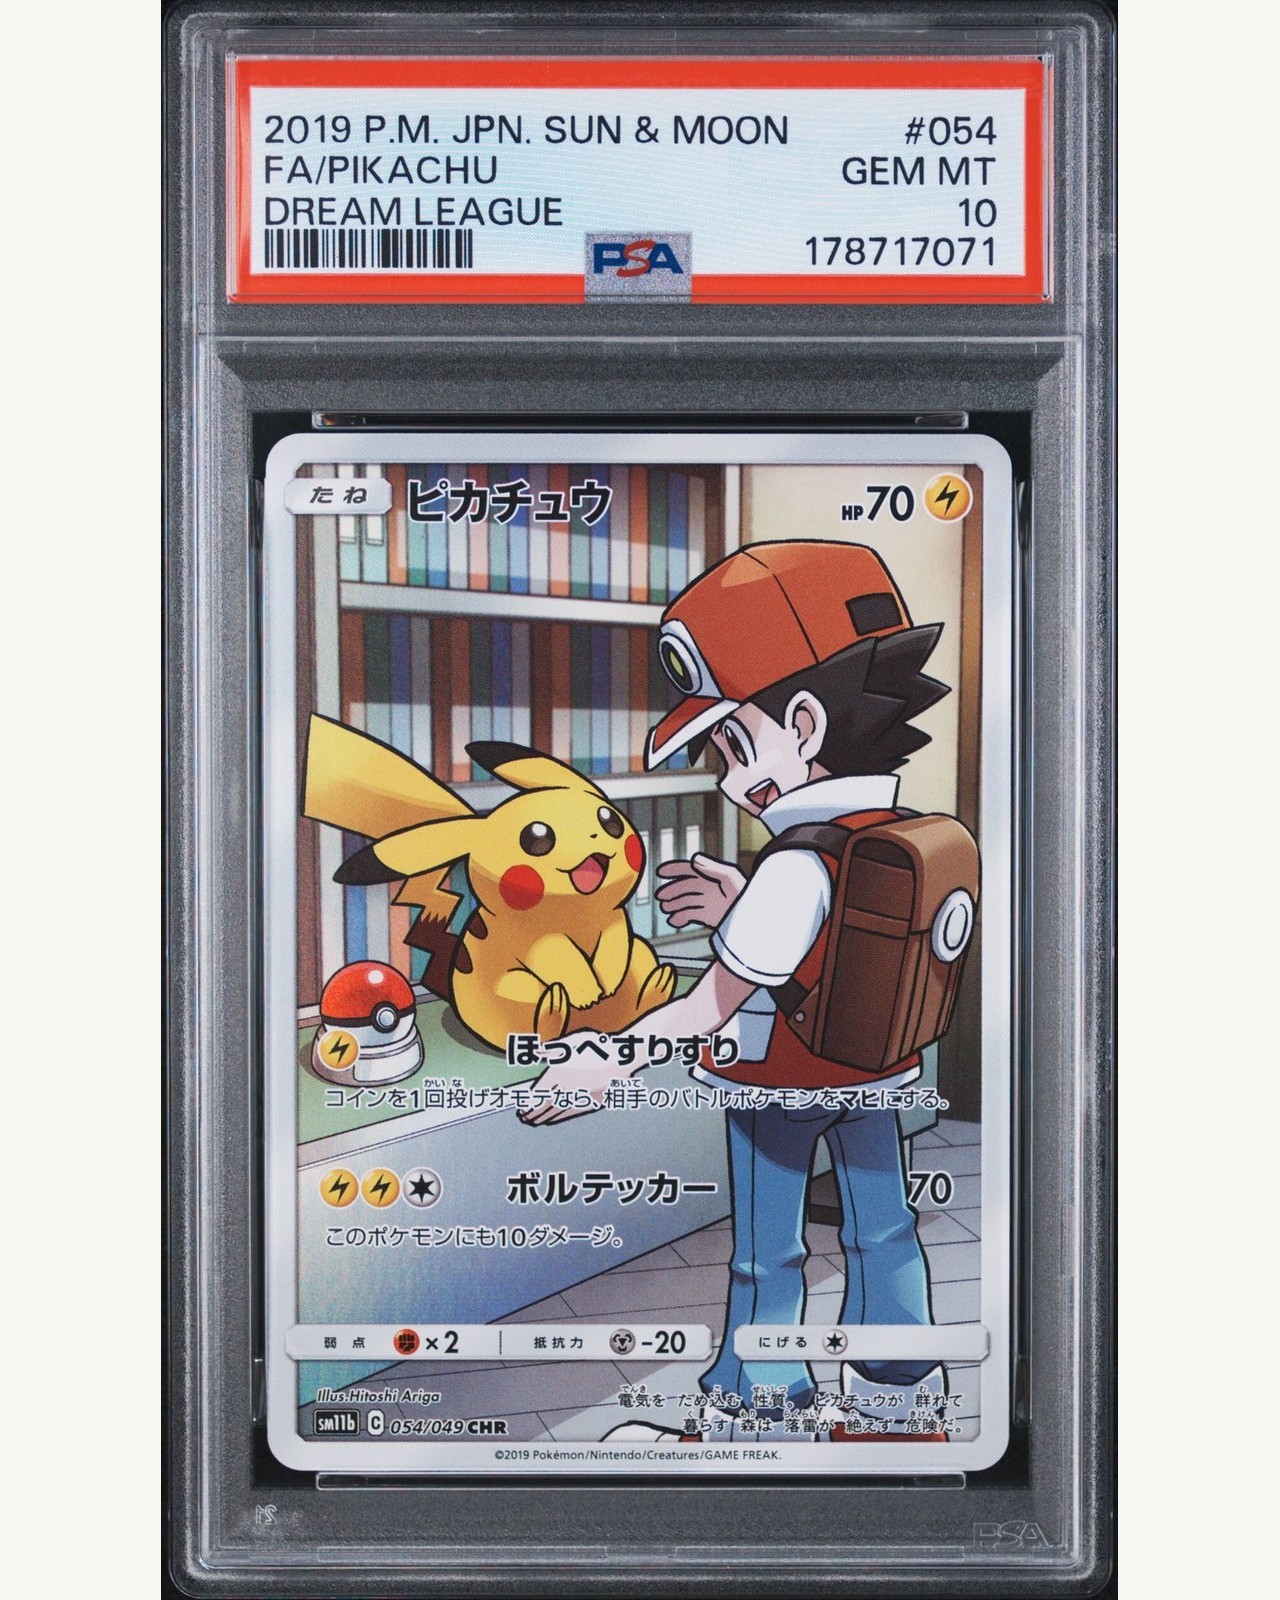 2019 P.M. JPN. SUN & MOON #054
FA/PIKACHU GEM MT
DREAM LEAGUE 10
PSA 178717071
たね ピカチュウ HP70
ほっぺすりすり
コインを1回投げオモテなら、相手のバトルポケモンをマヒにする。
ボルテッカー 70
このポケモンにも10ダメージ。
弱点 ×2 抵抗力 -20 にげる
Illus.Hitoshi Ariga
電気を ため込む 性質。 ピカチュウが 群れて
暮らす 森は 落雷が 絶えず 危険だ。
SM11b C 054/049 CHR
©2019 Pokémon/Nintendo/Creatures/GAME FREAK.
PSA